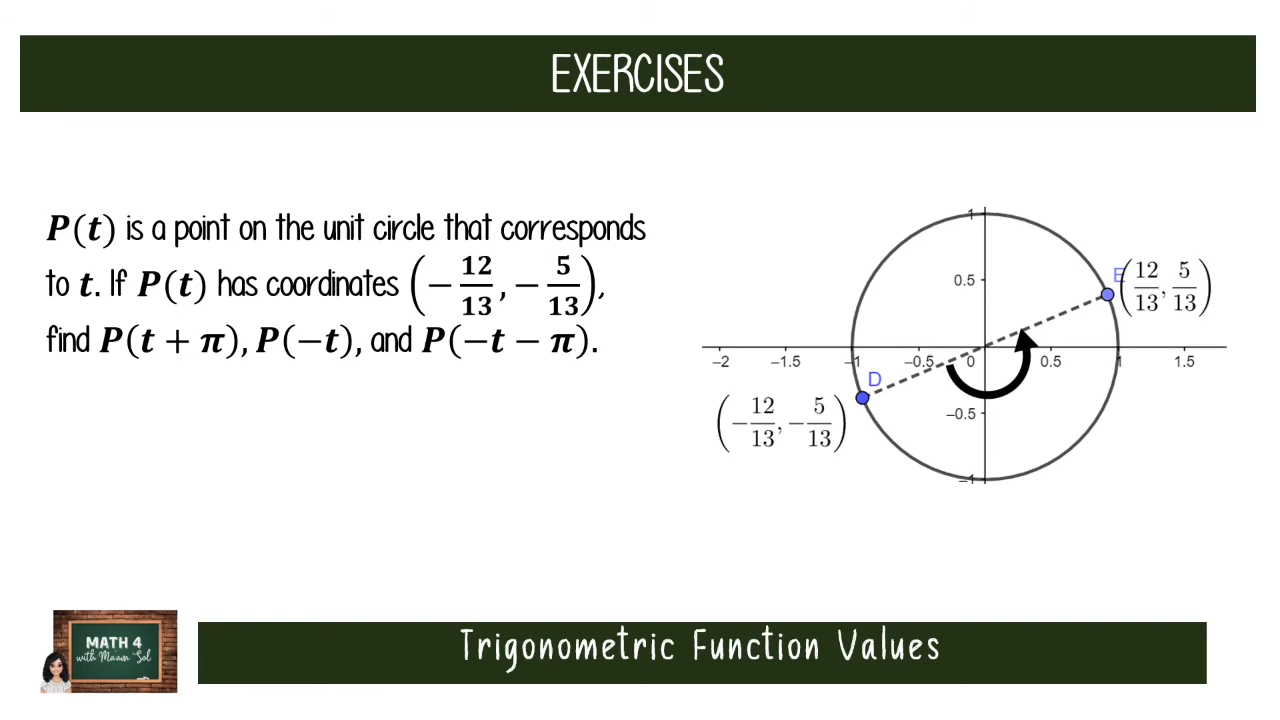 EXERCISES
P(t) is a point on the unit circle that corresponds
to t. If P(t) has coordinates (−12/13, −5/13),
find P(t + π), P(−t), and P(−t − π).
1
0.5
E
(12/13, 5/13)
−2 −1.5 −1 −0.5 0 0.5 1 1.5
D
(−12/13, −5/13)
−0.5
−1
MATH 4
with Ma'am Sol
Trigonometric Function Values